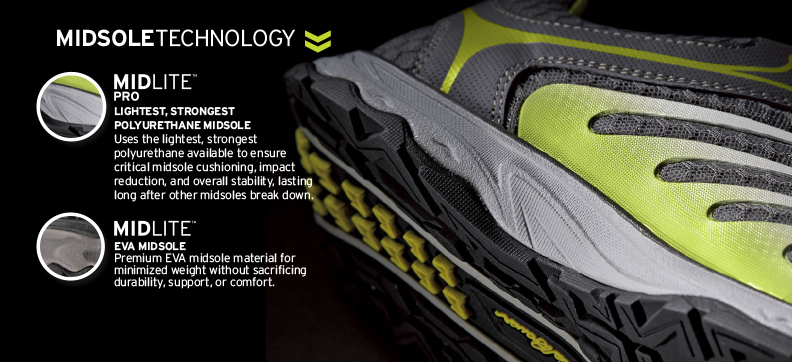 MIDSOLETECHNOLOGY
MIDLITE™
PRO
LIGHTEST, STRONGEST
POLYURETHANE MIDSOLE
Uses the lightest, strongest
polyurethane available to ensure
critical midsole cushioning, impact
reduction, and overall stability, lasting
long after other midsoles break down.
MIDLITE™
EVA MIDSOLE
Premium EVA midsole material for
minimized weight without sacrificing
durability, support, or comfort.